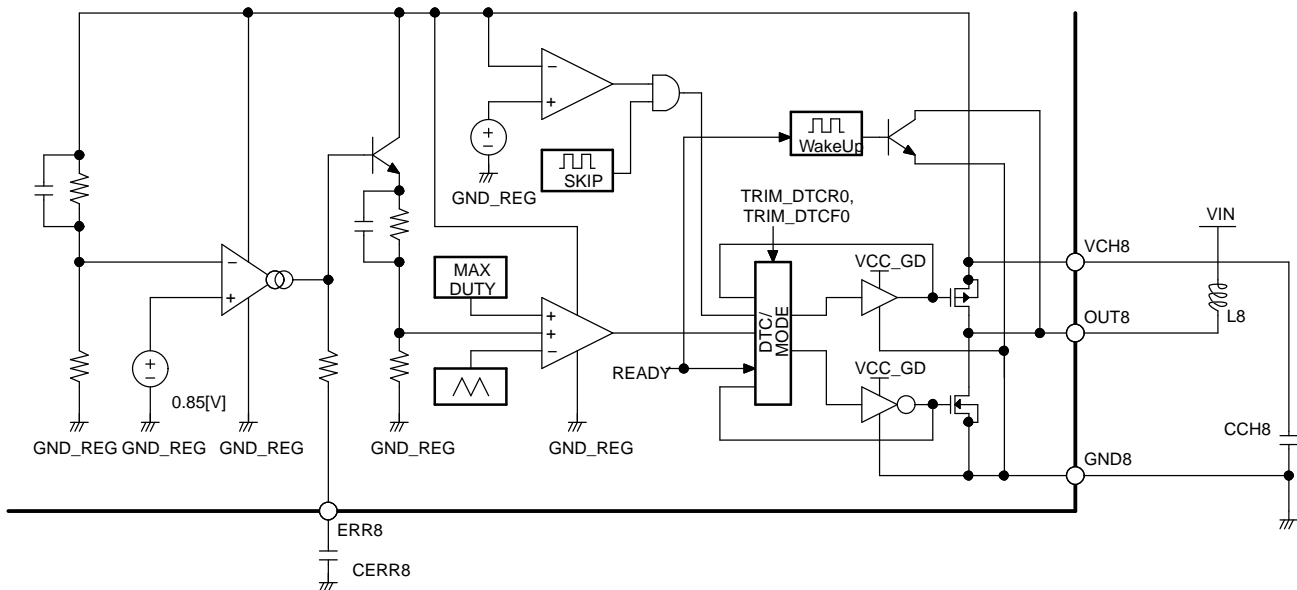 GND_REG
SKIP
WakeUp
TRIM_DTCR0,
TRIM_DTCF0
VIN
VCH8
MAX
DUTY
VCC_GD
OUT8
L8
DTC/
MODE
READY
VCC_GD
0.85[V]
GND_REG
GND_REG
GND_REG
GND_REG
GND_REG
CCH8
GND8
ERR8
CERR8